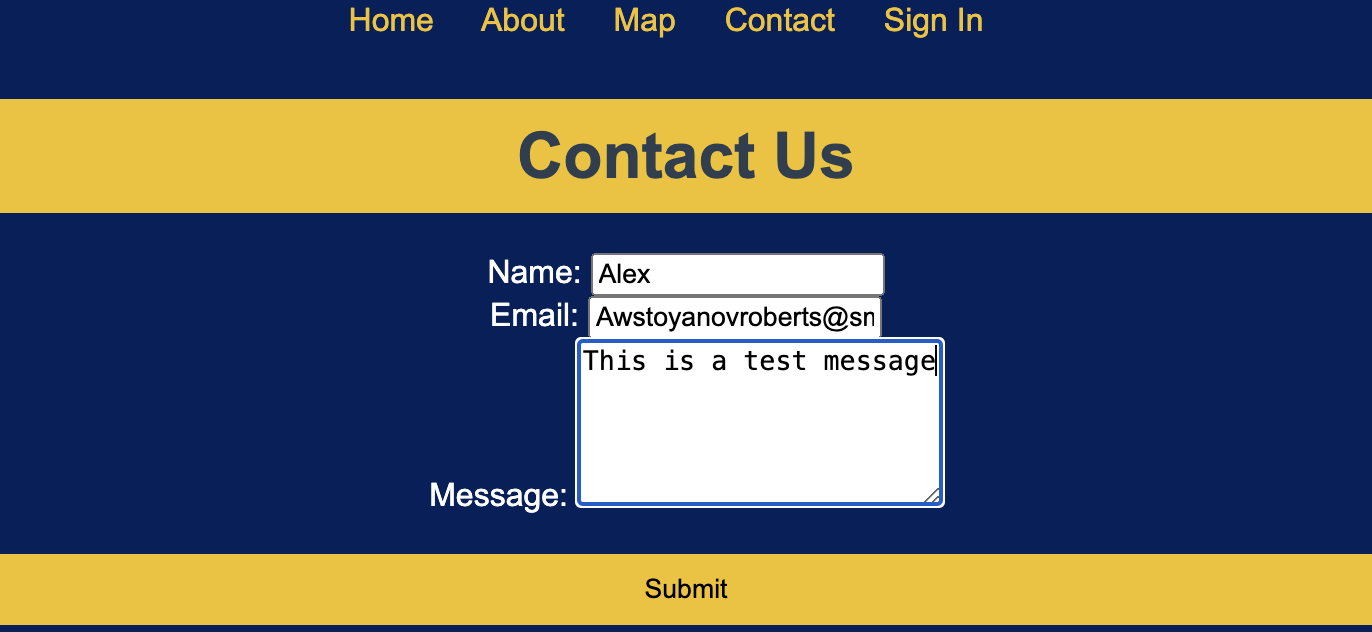 Home About Map Contact Sign In
Contact Us
Name: Alex
Email: Awstoyanovroberts@sn
This is a test message
Message:
Submit